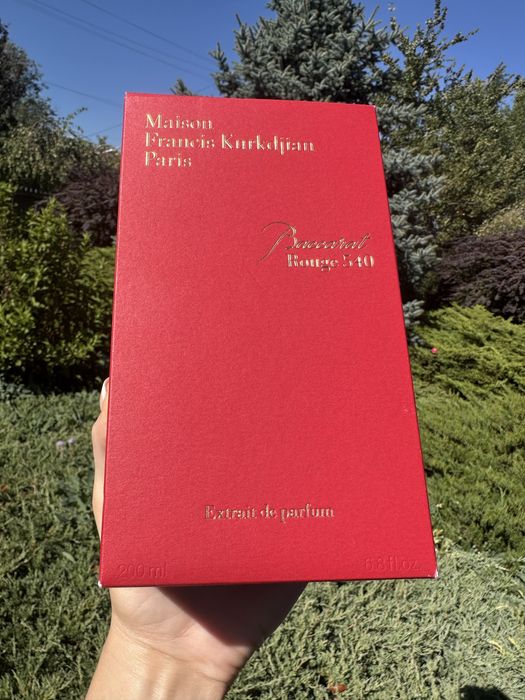 Maison
Francis Kurkdjian
Paris
Baccarat
Rouge 540
Extrait de parfum
200 ml
6.8 fl.oz.